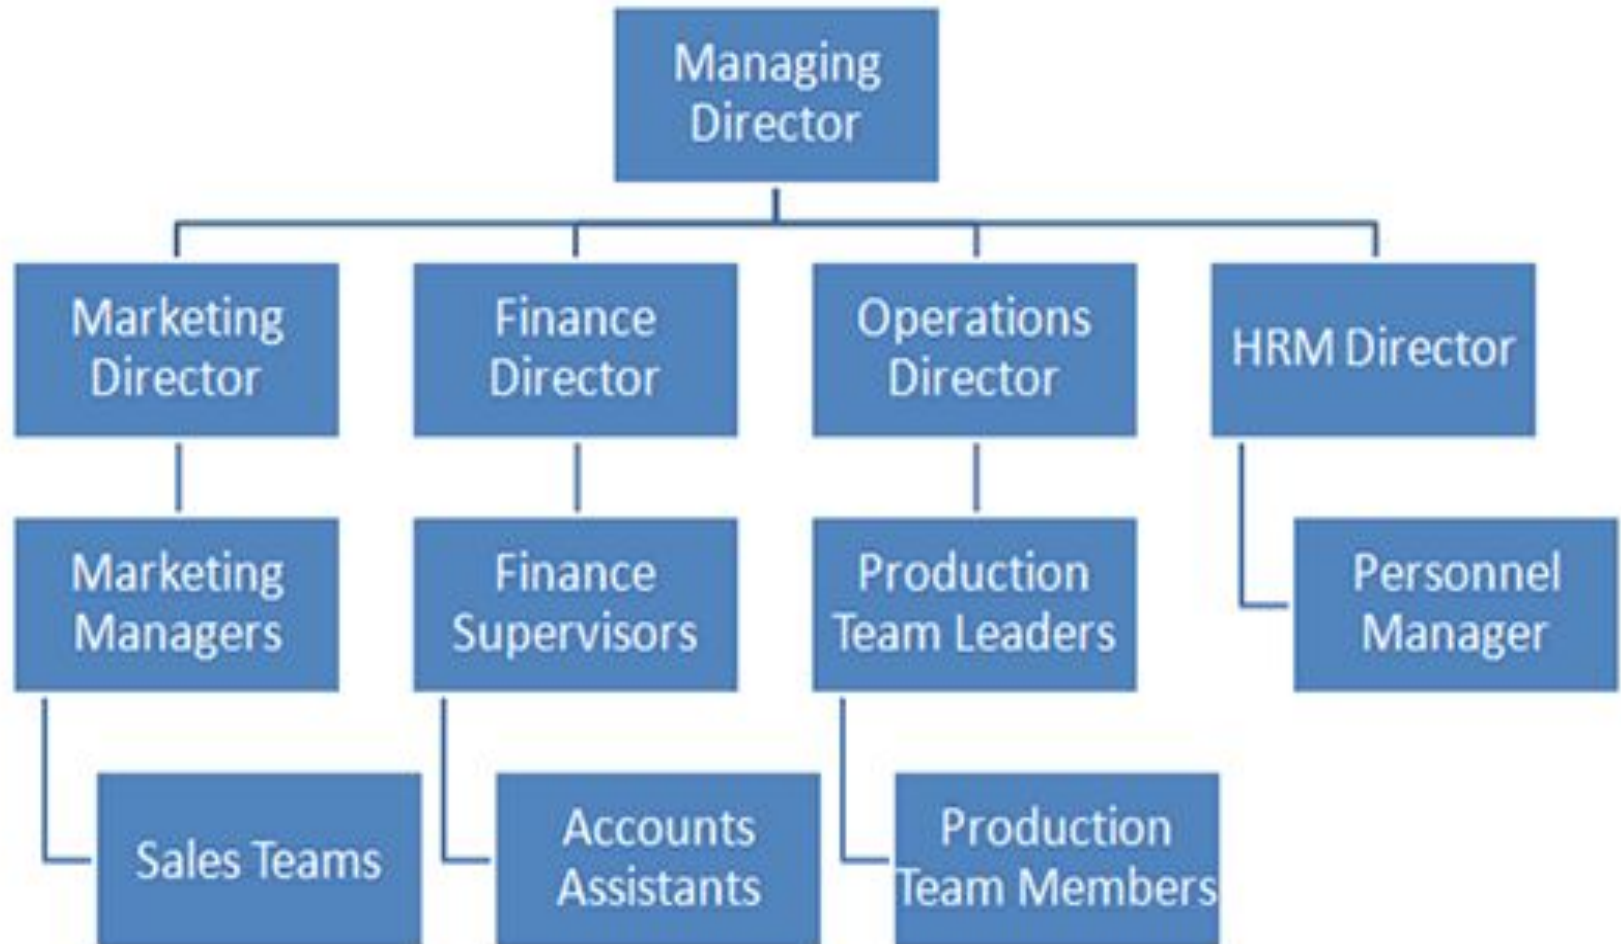 Managing
Director
Marketing
Director
Finance
Director
Operations
Director
HRM Director
Marketing
Managers
Finance
Supervisors
Production
Team Leaders
Personnel
Manager
Sales Teams
Accounts
Assistants
Production
Team Members